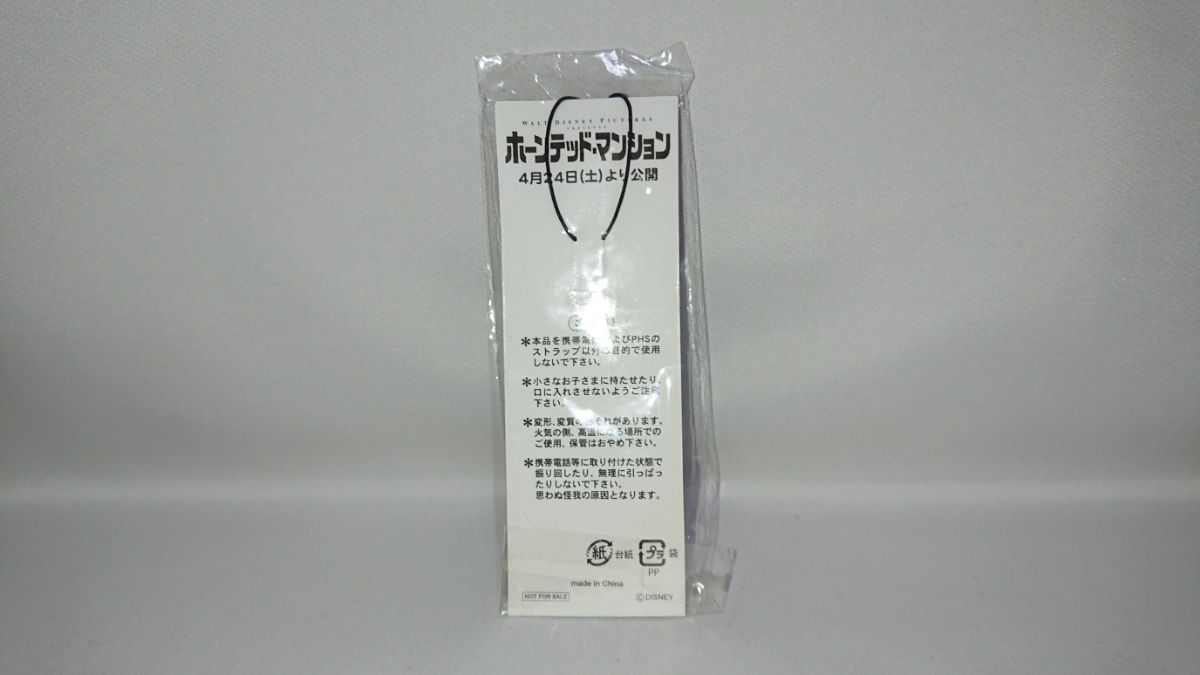 WALT DISNEY PICTURES
PRESENTS
ホーンテッド・マンション
4月24日(土)より公開
＊本品を携帯電話及びPHSの
ストラップ以外の目的で使用
しないで下さい。
＊小さなお子さまに持たせたり、
口に入れさせないようご注意
下さい。
＊変形、変質のおそれがあります。
火気の側、高温になる場所での
ご使用、保管はおやめ下さい。
＊携帯電話等に取り付けた状態で
振り回したり、無理に引っぱっ
たりしないで下さい。
思わぬ怪我の原因となります。
紙 台紙 プラ 袋
PP
made in China
NOT FOR SALE ©DISNEY